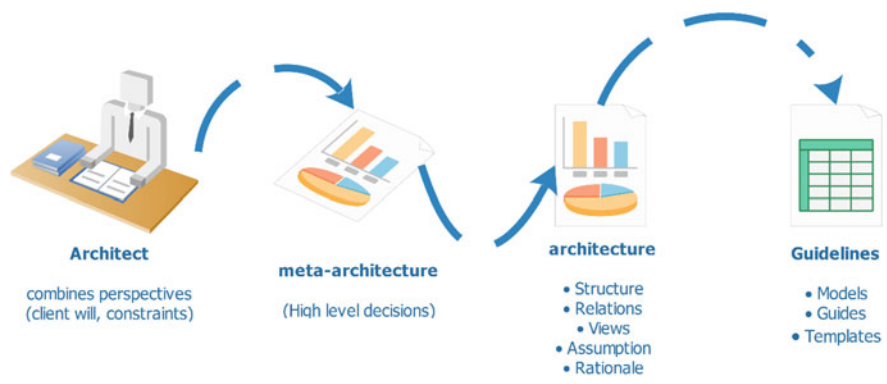 Architect
combines perspectives
(client will, constraints)
meta-architecture
(High level decisions)
architecture
• Structure
• Relations
• Views
• Assumption
• Rationale
Guidelines
• Models
• Guides
• Templates